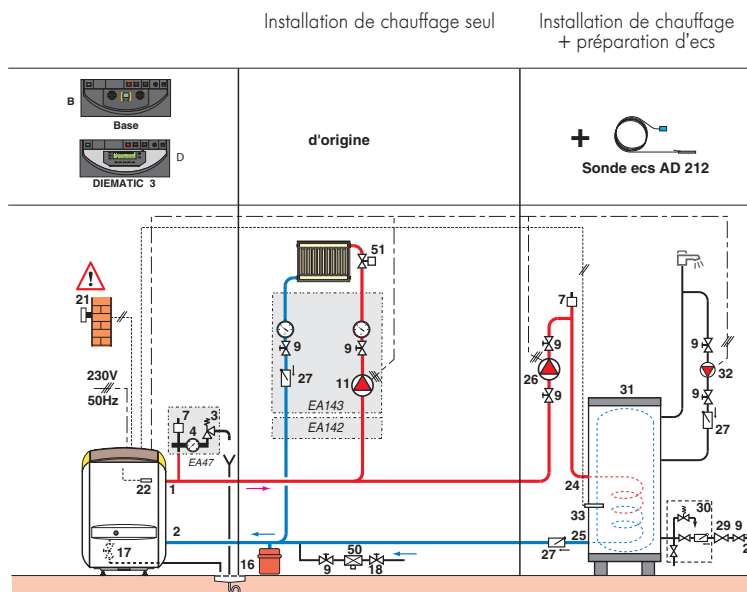 Installation de chauffage seul
Installation de chauffage
+ préparation d'ecs
B
Base
D
DIEMATIC 3
d'origine
+
Sonde ecs AD 212
!
21
230V
50Hz
7
4
3
EA47
22
1
2
17
16
51
9
9
27
11
EA143
EA142
9
50
18
7
9
26
9
24
33
25
27
31
9
32
9
27
30
29
9